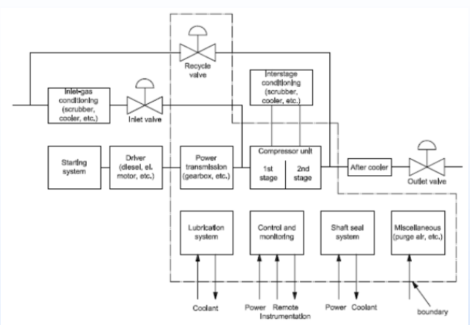 Recycle
valve
Inlet-gas
conditioning
(scrubber,
cooler, etc.)
Inlet valve
Interstage
conditioning
(scrubber,
cooler, etc.)
Starting
system
Driver
(diesel, el.
motor, etc.)
Power
transmission
(gearbox, etc.)
Compressor unit
1st
stage
2nd
stage
After cooler
Outlet valve
Lubrication
system
Control and
monitoring
Shaft seal
system
Miscellaneous
(purge air, etc.)
Coolant
Power Remote
Instrumentation
Power Coolant
boundary